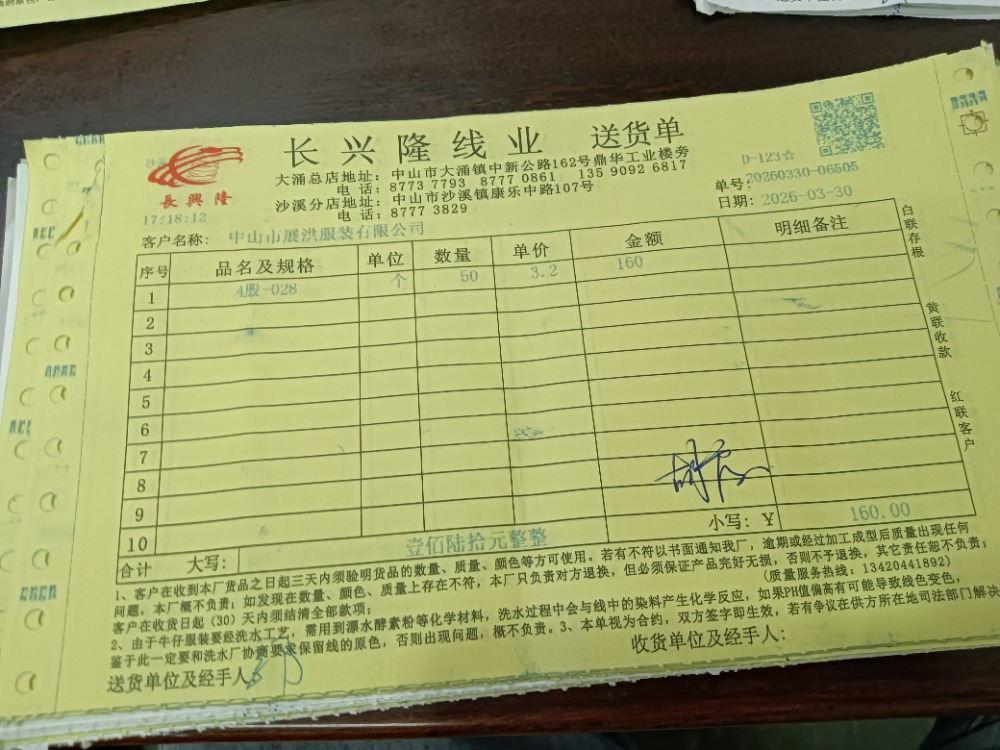 长兴隆线业 送货单
大涌总店地址：中山市大涌镇中新公路162号鼎华工业楼旁
电话：8773 7793 8777 0861 135 9092 6817
沙溪分店地址：中山市沙溪镇康乐中路107号
电话：8777 3829
長興隆
17:18:12
D-123☆
单号：20260330-06505
日期：2026-03-30
客户名称：中山市展洪服装有限公司
序号 品名及规格 单位 数量 单价 金额 明细备注
1 4股-028 个 50 3.2 160
2
3
4
5
6
7
8
9
10
小写：￥ 160.00
合计 大写：壹佰陆拾元整整
1、客户在收到本厂货品之日起三天内须验明货品的数量、质量、颜色等方可使用。若有不符以书面通知我厂，逾期或经过加工成型后质量出现任何
问题，本厂概不负责；如发现在数量、颜色、质量上存在不符，本厂只负责对方退换，但必须保证产品完好无损，否则不予退换，其它责任恕不负责；
客户在收货日起（30）天内须结清全部款项；
(质量服务热线：13420441892)
2、由于牛仔服装要经洗水工艺，需用到漂水酵素粉等化学材料，洗水过程中会与线中的染料产生化学反应，如果PH值偏高有可能导致线色变色，
鉴于此一定要和洗水厂协商要求保留线的原色，否则出现问题，概不负责。3、本单视为合约，双方签字即生效，若有争议在供方所在地司法部门解决
送货单位及经手人：
收货单位及经手人：
白联存根
黄联收款
红联客户